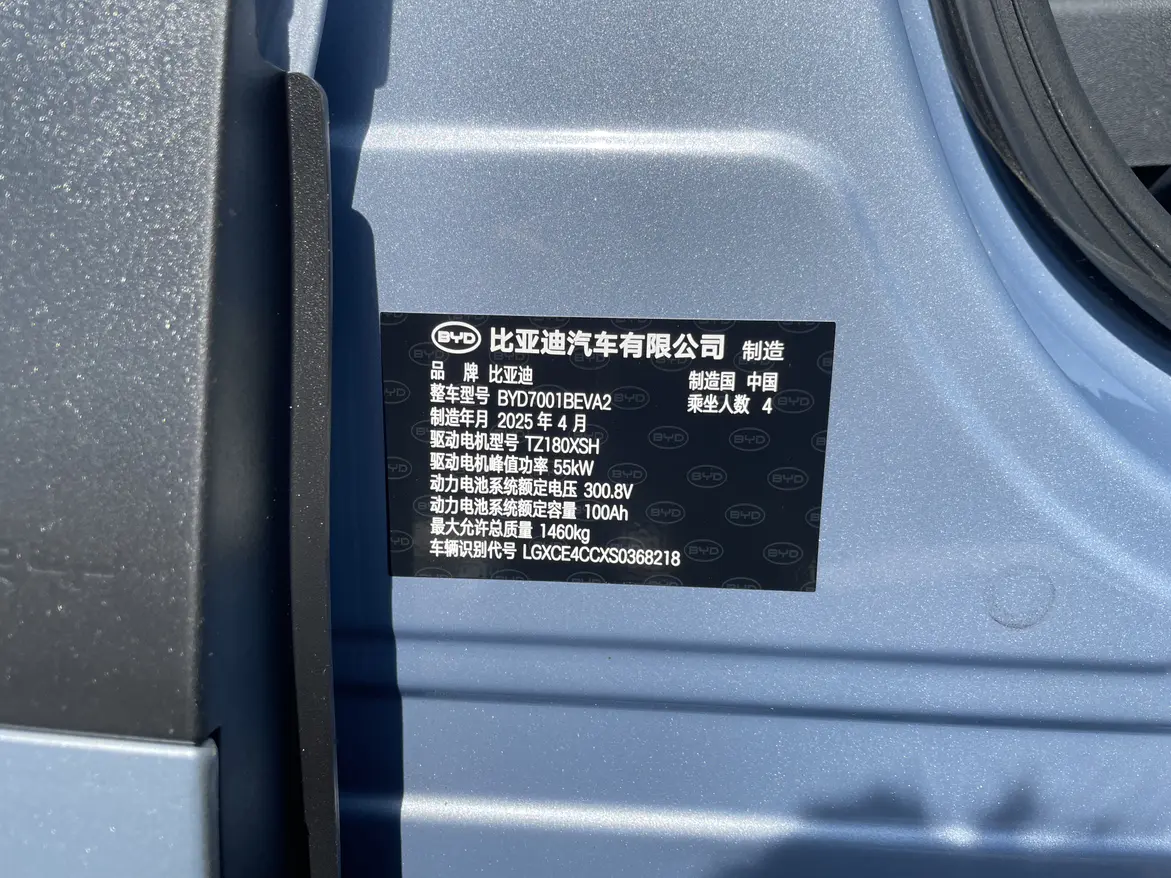 BYD 比亚迪汽车有限公司 制造
品 牌 比亚迪 制造国 中国
整车型号 BYD7001BEVA2 乘坐人数 4
制造年月 2025 年 4 月
驱动电机型号 TZ180XSH
驱动电机峰值功率 55kW
动力电池系统额定电压 300.8V
动力电池系统额定容量 100Ah
最大允许总质量 1460kg
车辆识别代号 LGXCE4CCXS0368218